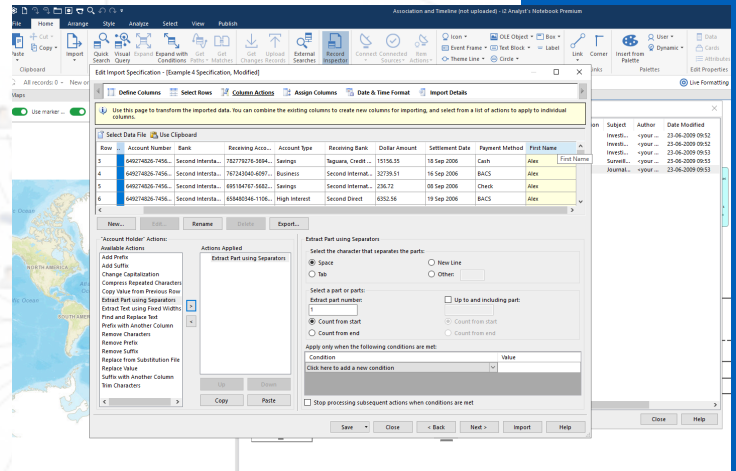 Association and Timeline (not uploaded) - i2 Analyst's Notebook Premium
File Home Arrange Style Analyze Select View Publish
Cut
Paste Copy
Clipboard
Import
Quick Search
Visual Query
Expand
Expand with Conditions
Find Paths
Get Matches
Get Changes
Upload Records
External Searches
Record Inspector
Connect
Connected Sources
Item Actions
Icon OLE Object Box
Event Frame Text Block Label
Theme Line Circle
Link Corner
Insert from Palette
User
Dynamic
Palettes
Data
Cards
Attributes
Edit Properties
All records: 0 New
Live Formatting
Maps
Use marker ...
Edit Import Specification - [Example 4 Specification, Modified]
Define Columns Select Rows Column Actions Assign Columns Date & Time Format Import Details
Use this page to transform the imported data. You can combine the existing columns to create new columns for importing, and select from a list of actions to apply to individual
columns.
Select Data File Use Clipboard
Row .. Account Number Bank Receiving Acco... Account Type Receiving Bank Dollar Amount Settlement Date Payment Method First Name
3 649274826-7456... Second Intersta... 782779276-3694... Savings Taguara, Credit ... 15156.35 18 Sep 2006 Cash Alex
First Name
4 649274826-7456... Second Intersta... 767243040-6097... Business Second Internat... 32739.51 16 Sep 2006 BACS Alex
5 649274826-7456... Second Intersta... 695184767-5682... Savings Second Internat... 236.72 08 Sep 2006 Check Alex
6 649274826-7456... Second Intersta... 658480346-1106... High Interest Second Direct 6352.56 19 Sep 2006 BACS Alex
New... Edit... Rename Delete Export...
"Account Holder" Actions:
Available Actions
Add Prefix
Add Suffix
Change Capitalization
Compress Repeated Characters
Copy Value from Previous Row
Extract Part using Separators
Extract Text using Fixed Widths
Find and Replace Text
Prefix with Another Column
Remove Characters
Remove Prefix
Remove Suffix
Replace from Substitution File
Replace Value
Suffix with Another Column
Trim Characters
Actions Applied
Extract Part using Separators
Up Down
Copy Paste
Extract Part using Separators
Select the character that separates the parts:
Space New Line
Tab Other:
Select a part or parts:
Extract part number: Up to and including part:
1
Count from start Count from start
Count from end Count from end
Apply only when the following conditions are met:
Condition Value
Click here to add a new condition
Stop processing subsequent actions when conditions are met
Save Close < Back Next > Import Help
Subject Author Date Modified
Investi... <your ... 23-06-2009 09:52
Investi... <your ... 23-06-2009 09:52
Investi... <your ... 23-06-2009 09:52
Surveill... <your ... 23-06-2009 09:53
Journal... <your ... 23-06-2009 09:53
Close Help
NORTH AMERICA
Ocean